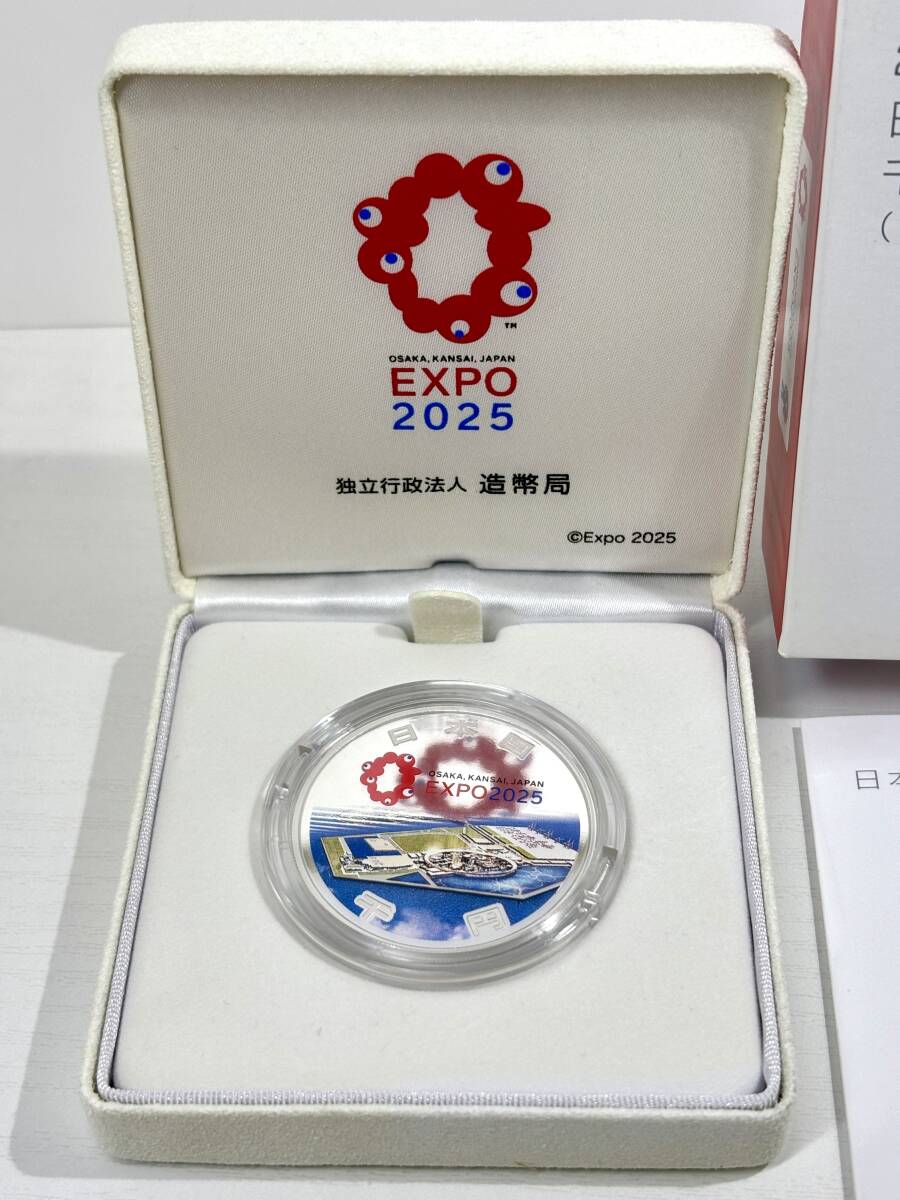 ™
OSAKA, KANSAI, JAPAN
EXPO
2025
独立行政法人 造幣局
©Expo 2025
日本国
OSAKA, KANSAI, JAPAN
EXPO2025
千円
日本